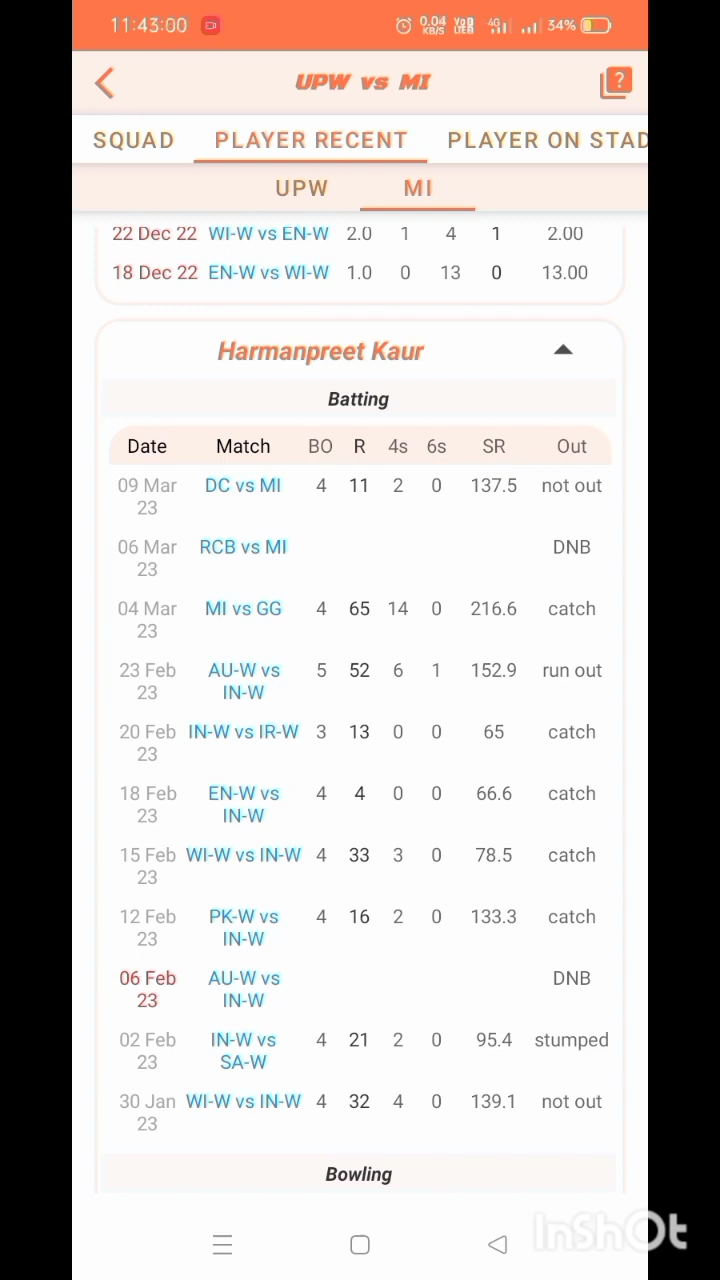 11:43:00 0.04 KB/S Vo9 LTE 4G 34%
UPW vs MI ?
SQUAD PLAYER RECENT PLAYER ON STAD
UPW MI
22 Dec 22 WI-W vs EN-W 2.0 1 4 1 2.00
18 Dec 22 EN-W vs WI-W 1.0 0 13 0 13.00
Harmanpreet Kaur
Batting
Date Match BO R 4s 6s SR Out
09 Mar DC vs MI 4 11 2 0 137.5 not out
23
06 Mar RCB vs MI DNB
23
04 Mar MI vs GG 4 65 14 0 216.6 catch
23
23 Feb AU-W vs 5 52 6 1 152.9 run out
23 IN-W
20 Feb IN-W vs IR-W 3 13 0 0 65 catch
23
18 Feb EN-W vs 4 4 0 0 66.6 catch
23 IN-W
15 Feb WI-W vs IN-W 4 33 3 0 78.5 catch
23
12 Feb PK-W vs 4 16 2 0 133.3 catch
23 IN-W
06 Feb AU-W vs DNB
23 IN-W
02 Feb IN-W vs 4 21 2 0 95.4 stumped
23 SA-W
30 Jan WI-W vs IN-W 4 32 4 0 139.1 not out
23
Bowling
InShOt